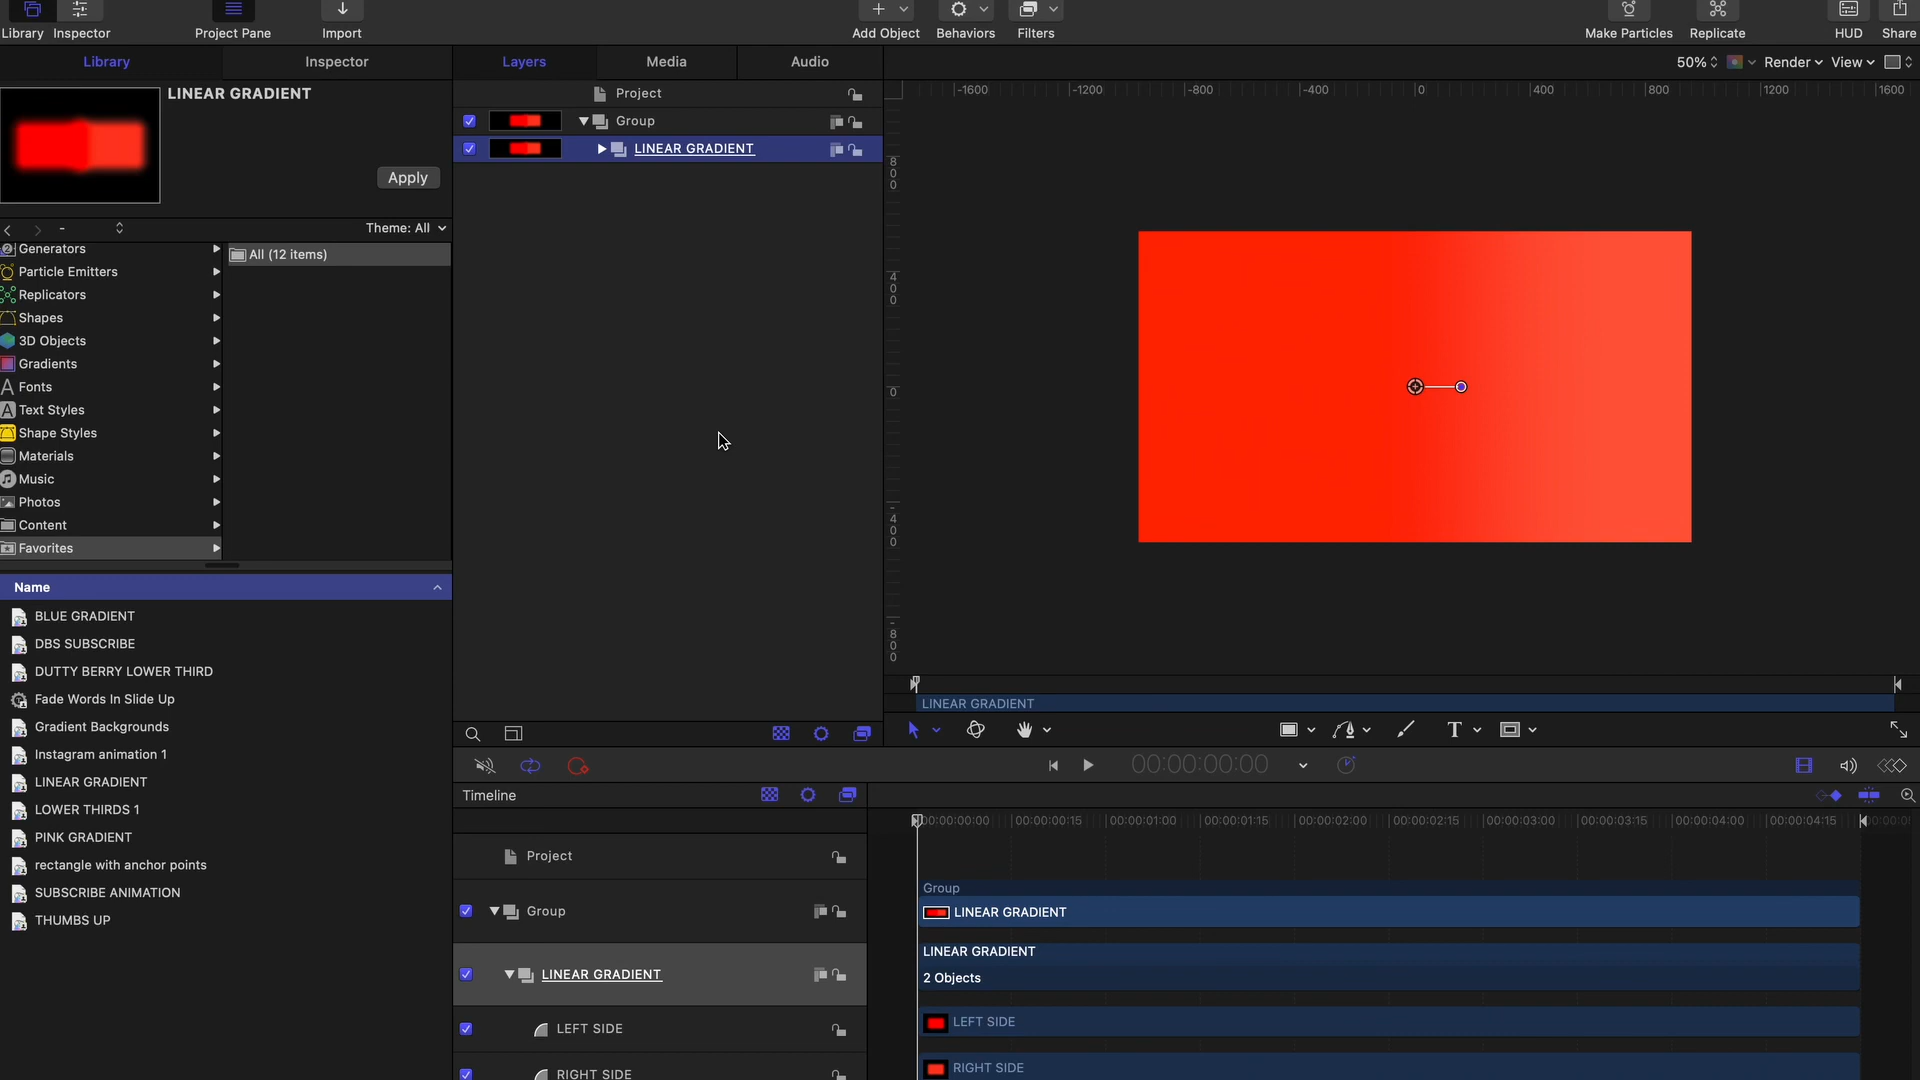 Library Inspector Project Pane Import Add Object Behaviors Filters Make Particles Replicate HUD Share
Library Inspector Layers Media Audio
50% Render View
LINEAR GRADIENT
Apply
Theme: All
-
Project
Group
LINEAR GRADIENT
-1600 -1200 -800 -400 0 400 800 1200 1600
800
400
0
-400
-800
Generators
Particle Emitters
Replicators
Shapes
3D Objects
Gradients
Fonts
Text Styles
Shape Styles
Materials
Music
Photos
Content
Favorites
All (12 items)
Name
BLUE GRADIENT
DBS SUBSCRIBE
DUTTY BERRY LOWER THIRD
Fade Words In Slide Up
Gradient Backgrounds
Instagram animation 1
LINEAR GRADIENT
LOWER THIRDS 1
PINK GRADIENT
rectangle with anchor points
SUBSCRIBE ANIMATION
THUMBS UP
LINEAR GRADIENT
T
00:00:00:00
Timeline
00:00:00:00 00:00:00:15 00:00:01:00 00:00:01:15 00:00:02:00 00:00:02:15 00:00:03:00 00:00:03:15 00:00:04:00 00:00:04:15
Project
Group
LINEAR GRADIENT
LEFT SIDE
RIGHT SIDE
Group
LINEAR GRADIENT
LINEAR GRADIENT
2 Objects
LEFT SIDE
RIGHT SIDE